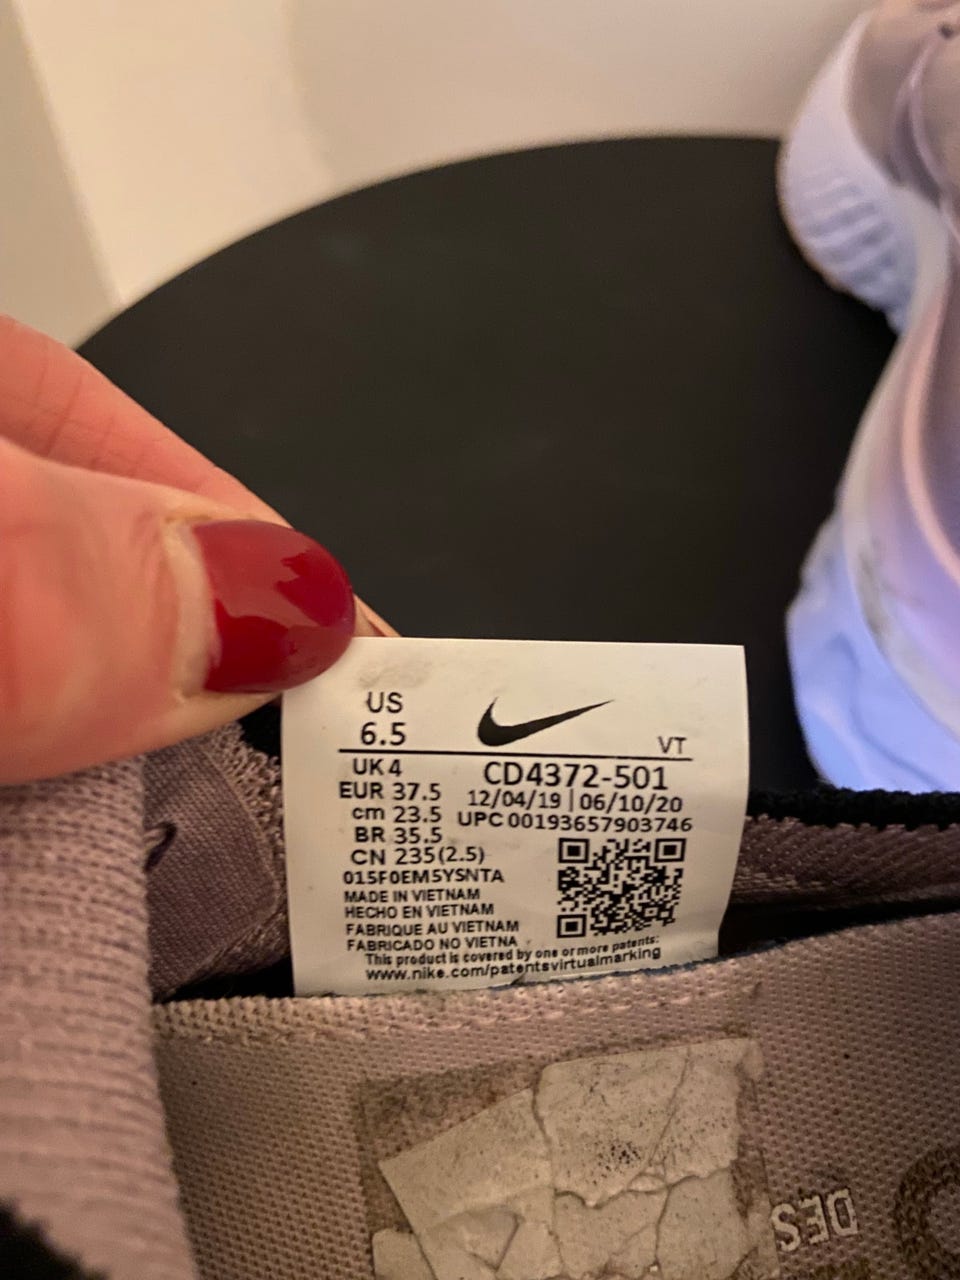 US
6.5
VT
UK 4
CD4372-501
EUR 37.5
12/04/19 | 06/10/20
cm 23.5
UPC 00193657903746
BR 35.5
CN 235(2.5)
015F0EM5YSNTA
MADE IN VIETNAM
HECHO EN VIETNAM
FABRIQUE AU VIETNAM
FABRICADO NO VIETNA
This product is covered by one or more patents:
www.nike.com/patentsvirtualmarking
DES